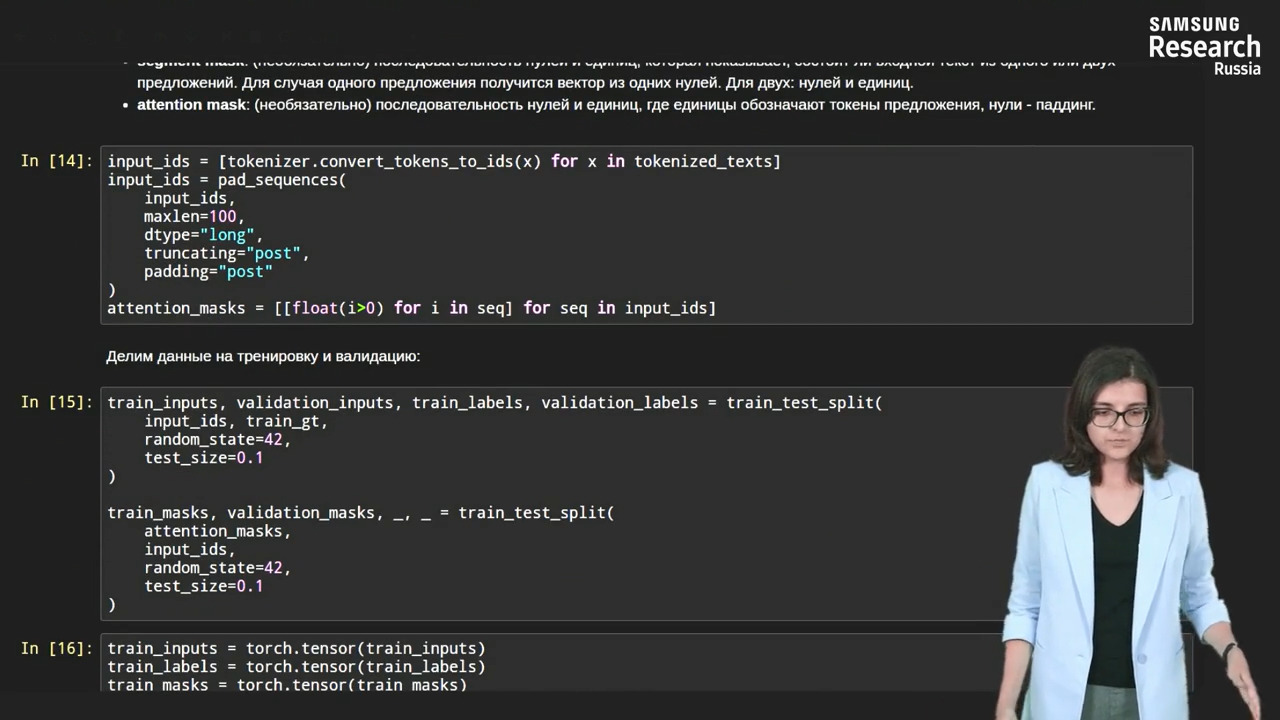 SAMSUNG
Research
Russia
segment mask: (необязательно) последовательность нулей и единиц, которая показывает, состоит ли входной текст из одного или двух
предложений. Для случая одного предложения получится вектор из одних нулей. Для двух: нулей и единиц.
• attention mask: (необязательно) последовательность нулей и единиц, где единицы обозначают токены предложения, нули - паддинг.
In [14]:
input_ids = [tokenizer.convert_tokens_to_ids(x) for x in tokenized_texts]
input_ids = pad_sequences(
input_ids,
maxlen=100,
dtype="long",
truncating="post",
padding="post"
)
attention_masks = [[float(i>0) for i in seq] for seq in input_ids]
Делим данные на тренировку и валидацию:
In [15]:
train_inputs, validation_inputs, train_labels, validation_labels = train_test_split(
input_ids, train_gt,
random_state=42,
test_size=0.1
)
train_masks, validation_masks, _, _ = train_test_split(
attention_masks,
input_ids,
random_state=42,
test_size=0.1
)
In [16]:
train_inputs = torch.tensor(train_inputs)
train_labels = torch.tensor(train_labels)
train_masks = torch.tensor(train_masks)